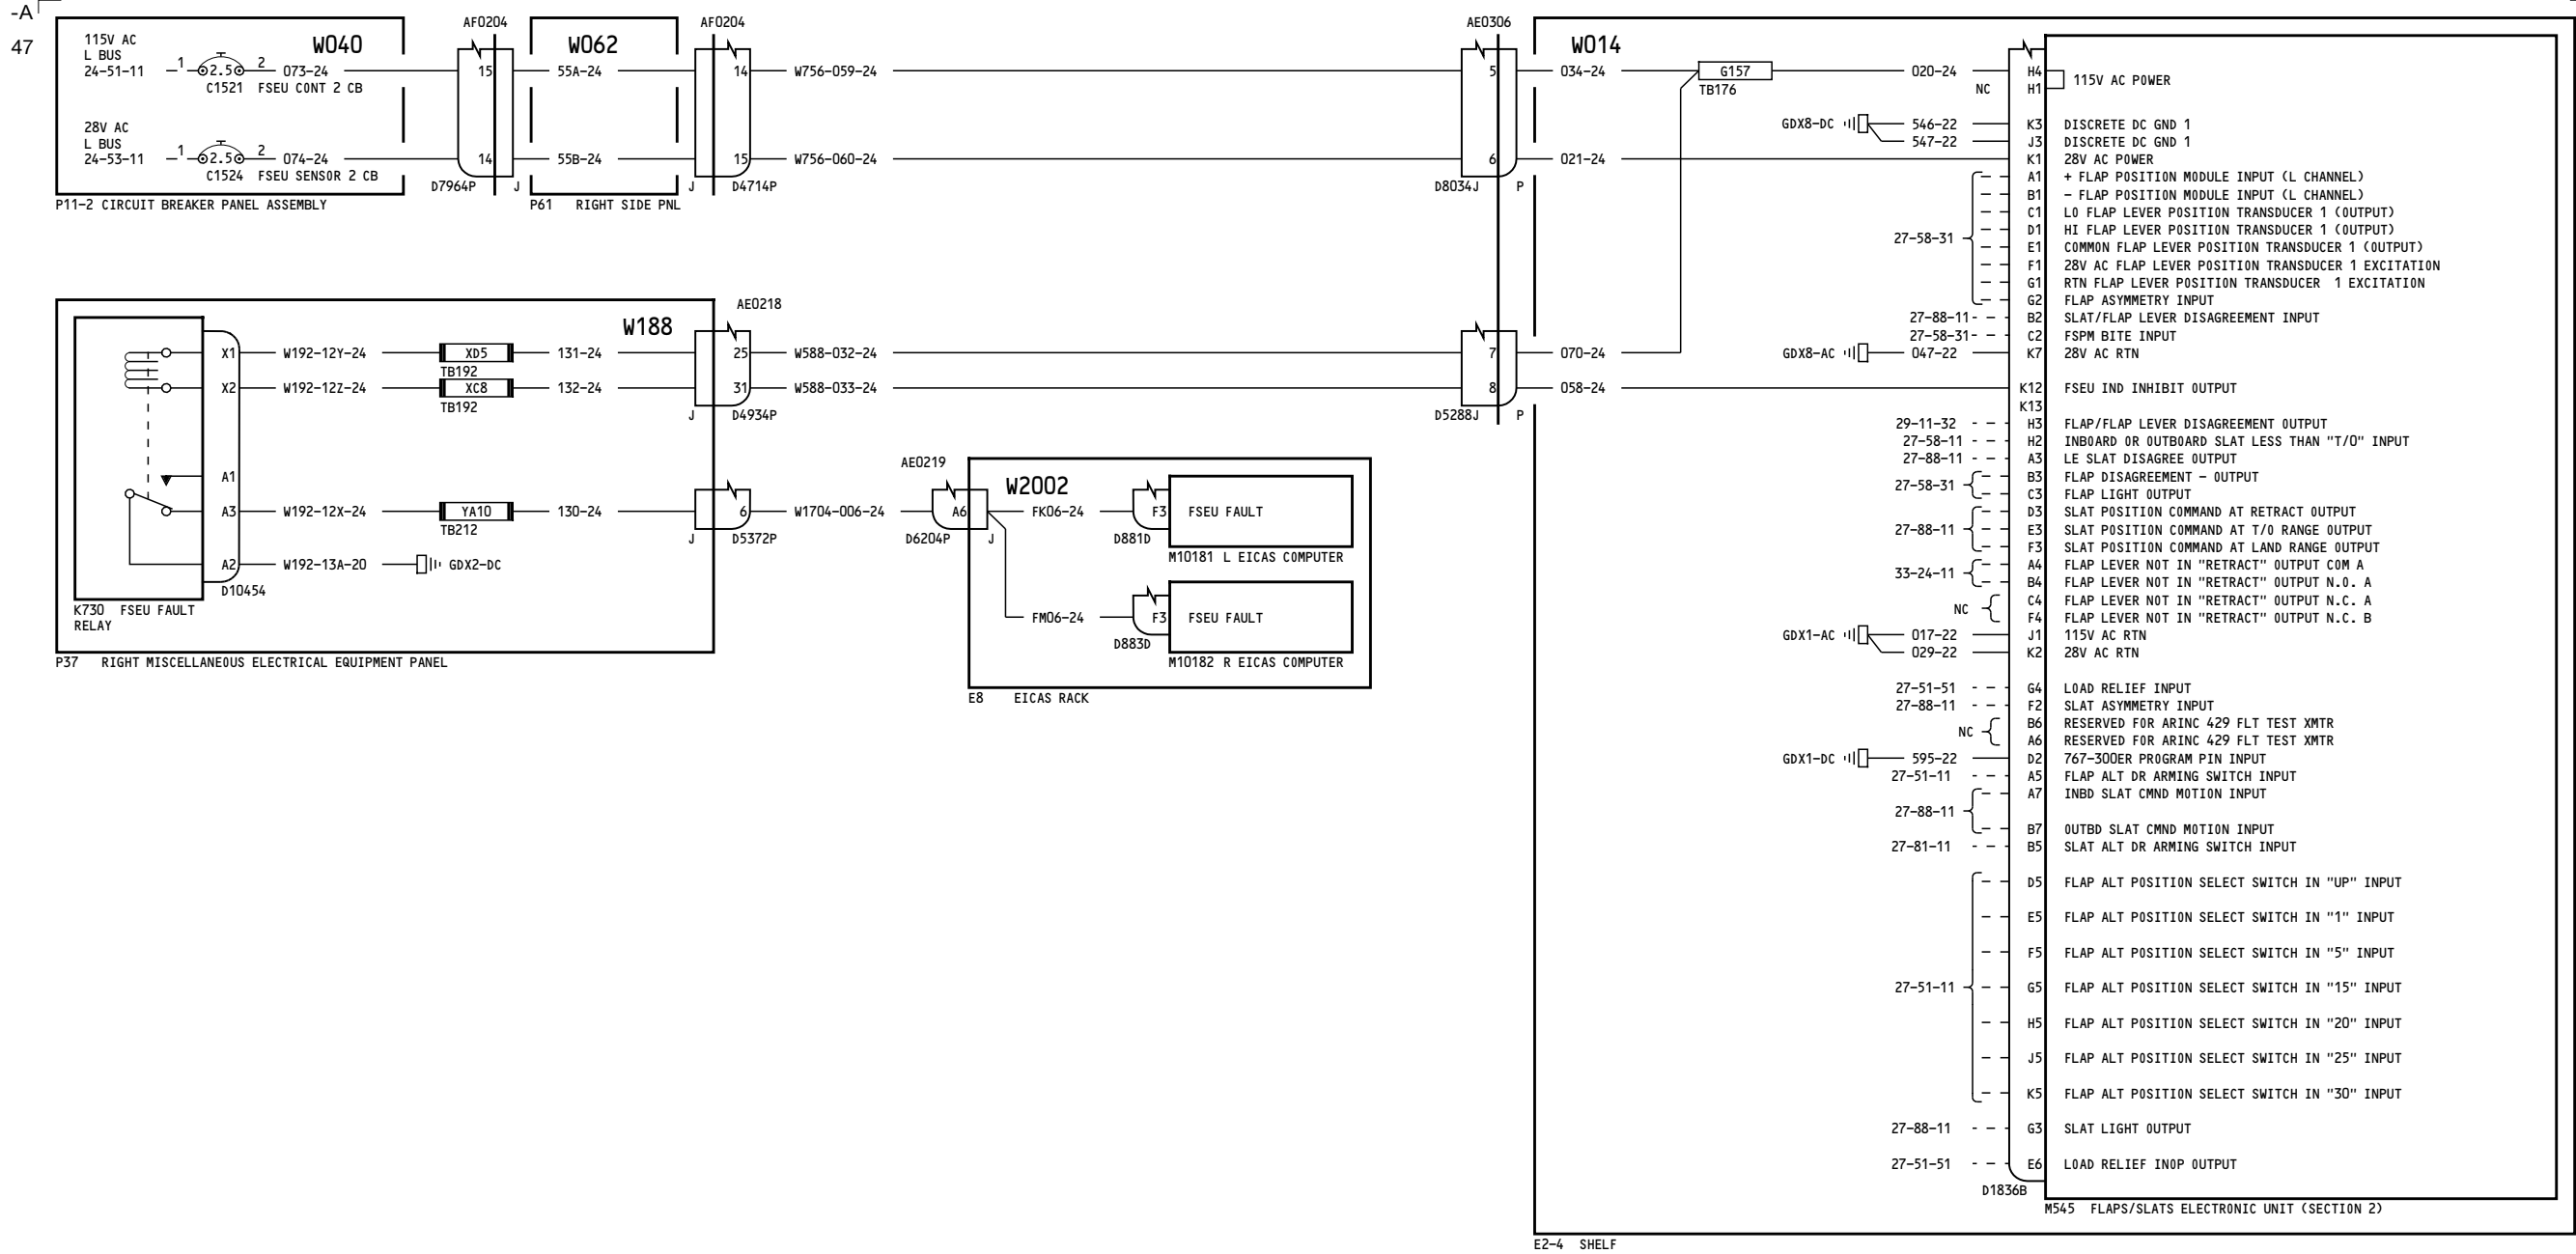 -A
47
AF0204
AF0204
AE0306
115V AC
L BUS
24-51-11
1
2.5
2
073-24
C1521 FSEU CONT 2 CB
W040
15
W062
55A-24
14
W756-059-24
5
W014
034-24
G157
TB176
020-24
NC
H4
H1
115V AC POWER
28V AC
L BUS
24-53-11
1
2.5
2
074-24
C1524 FSEU SENSOR 2 CB
14
55B-24
15
W756-060-24
6
021-24
D7964P
J
J
D4714P
D8034J
P
P11-2 CIRCUIT BREAKER PANEL ASSEMBLY
P61 RIGHT SIDE PNL
GDX8-DC
546-22
K3 DISCRETE DC GND 1
547-22
J3 DISCRETE DC GND 1
K1 28V AC POWER
A1 + FLAP POSITION MODULE INPUT (L CHANNEL)
B1 - FLAP POSITION MODULE INPUT (L CHANNEL)
C1 LO FLAP LEVER POSITION TRANSDUCER 1 (OUTPUT)
D1 HI FLAP LEVER POSITION TRANSDUCER 1 (OUTPUT)
27-58-31
E1 COMMON FLAP LEVER POSITION TRANSDUCER 1 (OUTPUT)
F1 28V AC FLAP LEVER POSITION TRANSDUCER 1 EXCITATION
G1 RTN FLAP LEVER POSITION TRANSDUCER 1 EXCITATION
G2 FLAP ASYMMETRY INPUT
27-88-11 B2 SLAT/FLAP LEVER DISAGREEMENT INPUT
27-58-31 C2 FSPM BITE INPUT
GDX8-AC 047-22 K7 28V AC RTN
K12 FSEU IND INHIBIT OUTPUT
K13
29-11-32 H3 FLAP/FLAP LEVER DISAGREEMENT OUTPUT
27-58-11 H2 INBOARD OR OUTBOARD SLAT LESS THAN "T/O" INPUT
27-88-11 A3 LE SLAT DISAGREE OUTPUT
B3 FLAP DISAGREEMENT - OUTPUT
27-58-31
C3 FLAP LIGHT OUTPUT
D3 SLAT POSITION COMMAND AT RETRACT OUTPUT
27-88-11 E3 SLAT POSITION COMMAND AT T/O RANGE OUTPUT
F3 SLAT POSITION COMMAND AT LAND RANGE OUTPUT
A4 FLAP LEVER NOT IN "RETRACT" OUTPUT COM A
33-24-11
B4 FLAP LEVER NOT IN "RETRACT" OUTPUT N.O. A
C4 FLAP LEVER NOT IN "RETRACT" OUTPUT N.C. A
NC
F4 FLAP LEVER NOT IN "RETRACT" OUTPUT N.C. B
GDX1-AC 017-22 J1 115V AC RTN
029-22 K2 28V AC RTN
27-51-51 G4 LOAD RELIEF INPUT
27-88-11 F2 SLAT ASYMMETRY INPUT
B6 RESERVED FOR ARINC 429 FLT TEST XMTR
NC
A6 RESERVED FOR ARINC 429 FLT TEST XMTR
GDX1-DC 595-22 D2 767-300ER PROGRAM PIN INPUT
27-51-11 A5 FLAP ALT DR ARMING SWITCH INPUT
A7 INBD SLAT CMND MOTION INPUT
27-88-11
B7 OUTBD SLAT CMND MOTION INPUT
27-81-11 B5 SLAT ALT DR ARMING SWITCH INPUT
D5 FLAP ALT POSITION SELECT SWITCH IN "UP" INPUT
E5 FLAP ALT POSITION SELECT SWITCH IN "1" INPUT
F5 FLAP ALT POSITION SELECT SWITCH IN "5" INPUT
27-51-11 G5 FLAP ALT POSITION SELECT SWITCH IN "15" INPUT
H5 FLAP ALT POSITION SELECT SWITCH IN "20" INPUT
J5 FLAP ALT POSITION SELECT SWITCH IN "25" INPUT
K5 FLAP ALT POSITION SELECT SWITCH IN "30" INPUT
27-88-11 G3 SLAT LIGHT OUTPUT
27-51-51 E6 LOAD RELIEF INOP OUTPUT
D1836B
M545 FLAPS/SLATS ELECTRONIC UNIT (SECTION 2)
E2-4 SHELF
AE0218
W188
X1 W192-12Y-24 XD5 131-24 25 W588-032-24 7 070-24
TB192
X2 W192-12Z-24 XC8 132-24 31 W588-033-24 8 058-24
TB192
J
D4934P
D5288J
P
A1
A3 W192-12X-24 YA10 130-24 6 W1704-006-24
TB212
J
D5372P
A2 W192-13A-20 GDX2-DC
D10454
K730 FSEU FAULT
RELAY
P37 RIGHT MISCELLANEOUS ELECTRICAL EQUIPMENT PANEL
AE0219
W2002
A6 FK06-24 F3 FSEU FAULT
D6204P
J
D881D
M10181 L EICAS COMPUTER
FM06-24 F3 FSEU FAULT
D883D
M10182 R EICAS COMPUTER
E8 EICAS RACK